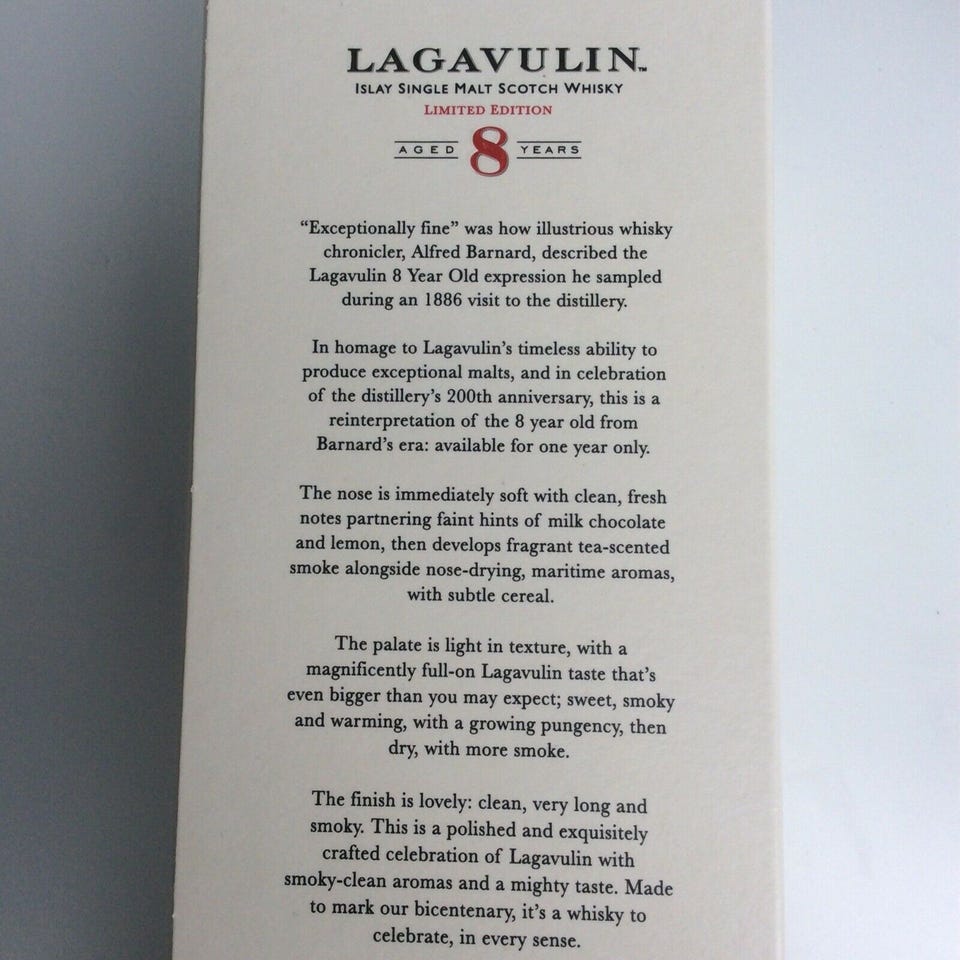 LAGAVULIN™
ISLAY SINGLE MALT SCOTCH WHISKY
LIMITED EDITION
AGED 8 YEARS
“Exceptionally fine” was how illustrious whisky
chronicler, Alfred Barnard, described the
Lagavulin 8 Year Old expression he sampled
during an 1886 visit to the distillery.
In homage to Lagavulin’s timeless ability to
produce exceptional malts, and in celebration
of the distillery’s 200th anniversary, this is a
reinterpretation of the 8 year old from
Barnard’s era: available for one year only.
The nose is immediately soft with clean, fresh
notes partnering faint hints of milk chocolate
and lemon, then develops fragrant tea-scented
smoke alongside nose-drying, maritime aromas,
with subtle cereal.
The palate is light in texture, with a
magnificently full-on Lagavulin taste that’s
even bigger than you may expect; sweet, smoky
and warming, with a growing pungency, then
dry, with more smoke.
The finish is lovely: clean, very long and
smoky. This is a polished and exquisitely
crafted celebration of Lagavulin with
smoky-clean aromas and a mighty taste. Made
to mark our bicentenary, it’s a whisky to
celebrate, in every sense.